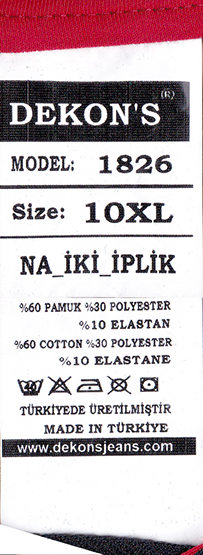 DEKON'S (R)
MODEL: 1826
Size: 10XL
NA_İKİ_İPLİK
%60 PAMUK %30 POLYESTER
%10 ELASTAN
%60 COTTON %30 POLYESTER
%10 ELASTANE
TÜRKİYEDE ÜRETİLMİŞTİR
MADE IN TÜRKİYE
www.dekonsjeans.com